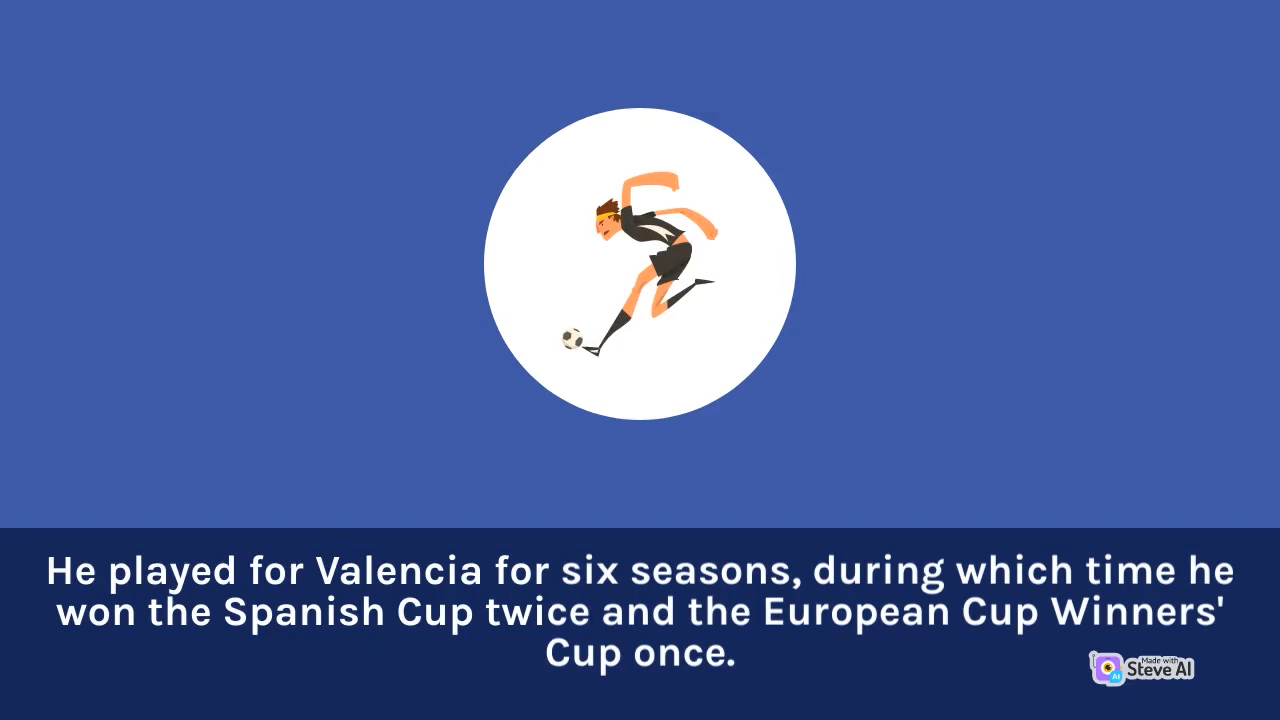 He played for Valencia for six seasons, during which time he
won the Spanish Cup twice and the European Cup Winners'
Cup once.
Made with
Steve AI
AI